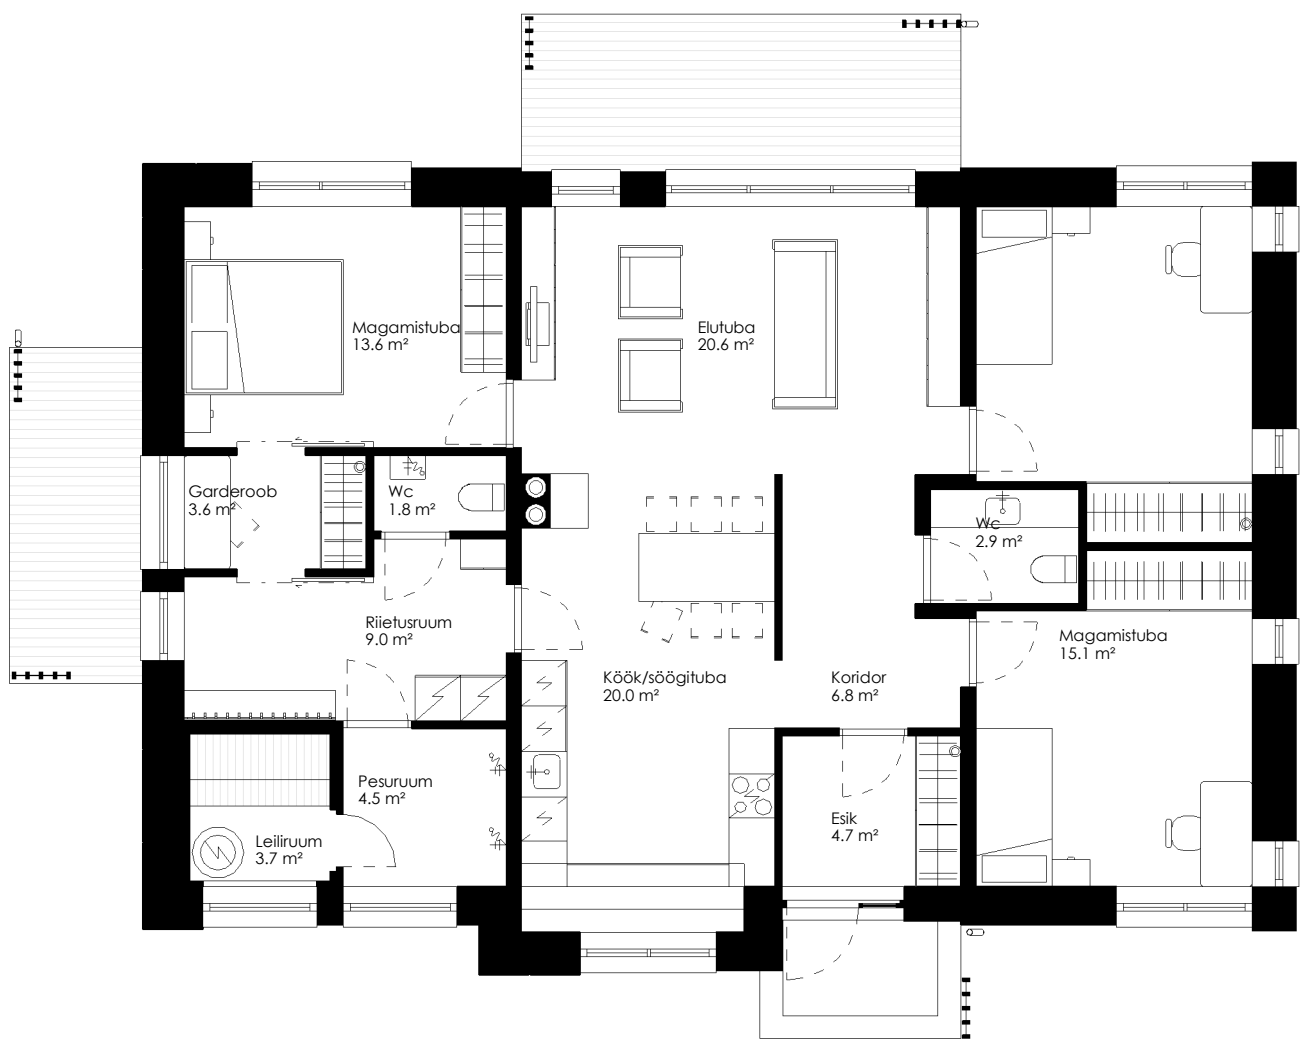 Magamistuba
13.6 m²
Elutuba
20.6 m²
Garderoob
3.6 m²
Wc
1.8 m²
Wc
2.9 m²
Riietusruum
9.0 m²
Magamistuba
15.1 m²
Köök/söögituba
20.0 m²
Koridor
6.8 m²
Pesuruum
4.5 m²
Esik
4.7 m²
Leiliruum
3.7 m²